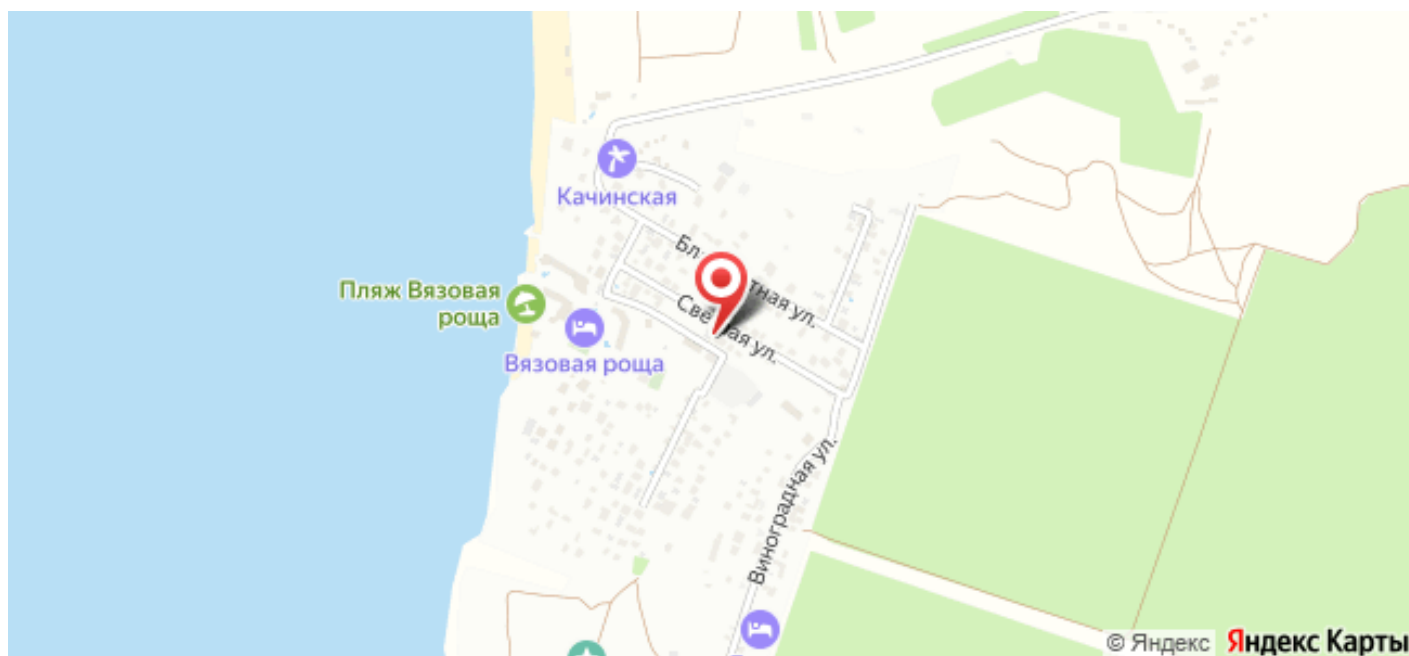 Качинская
Пляж Вязовая
роща
Вязовая роща
Виноградная ул.
© Яндекс Яндекс Карты